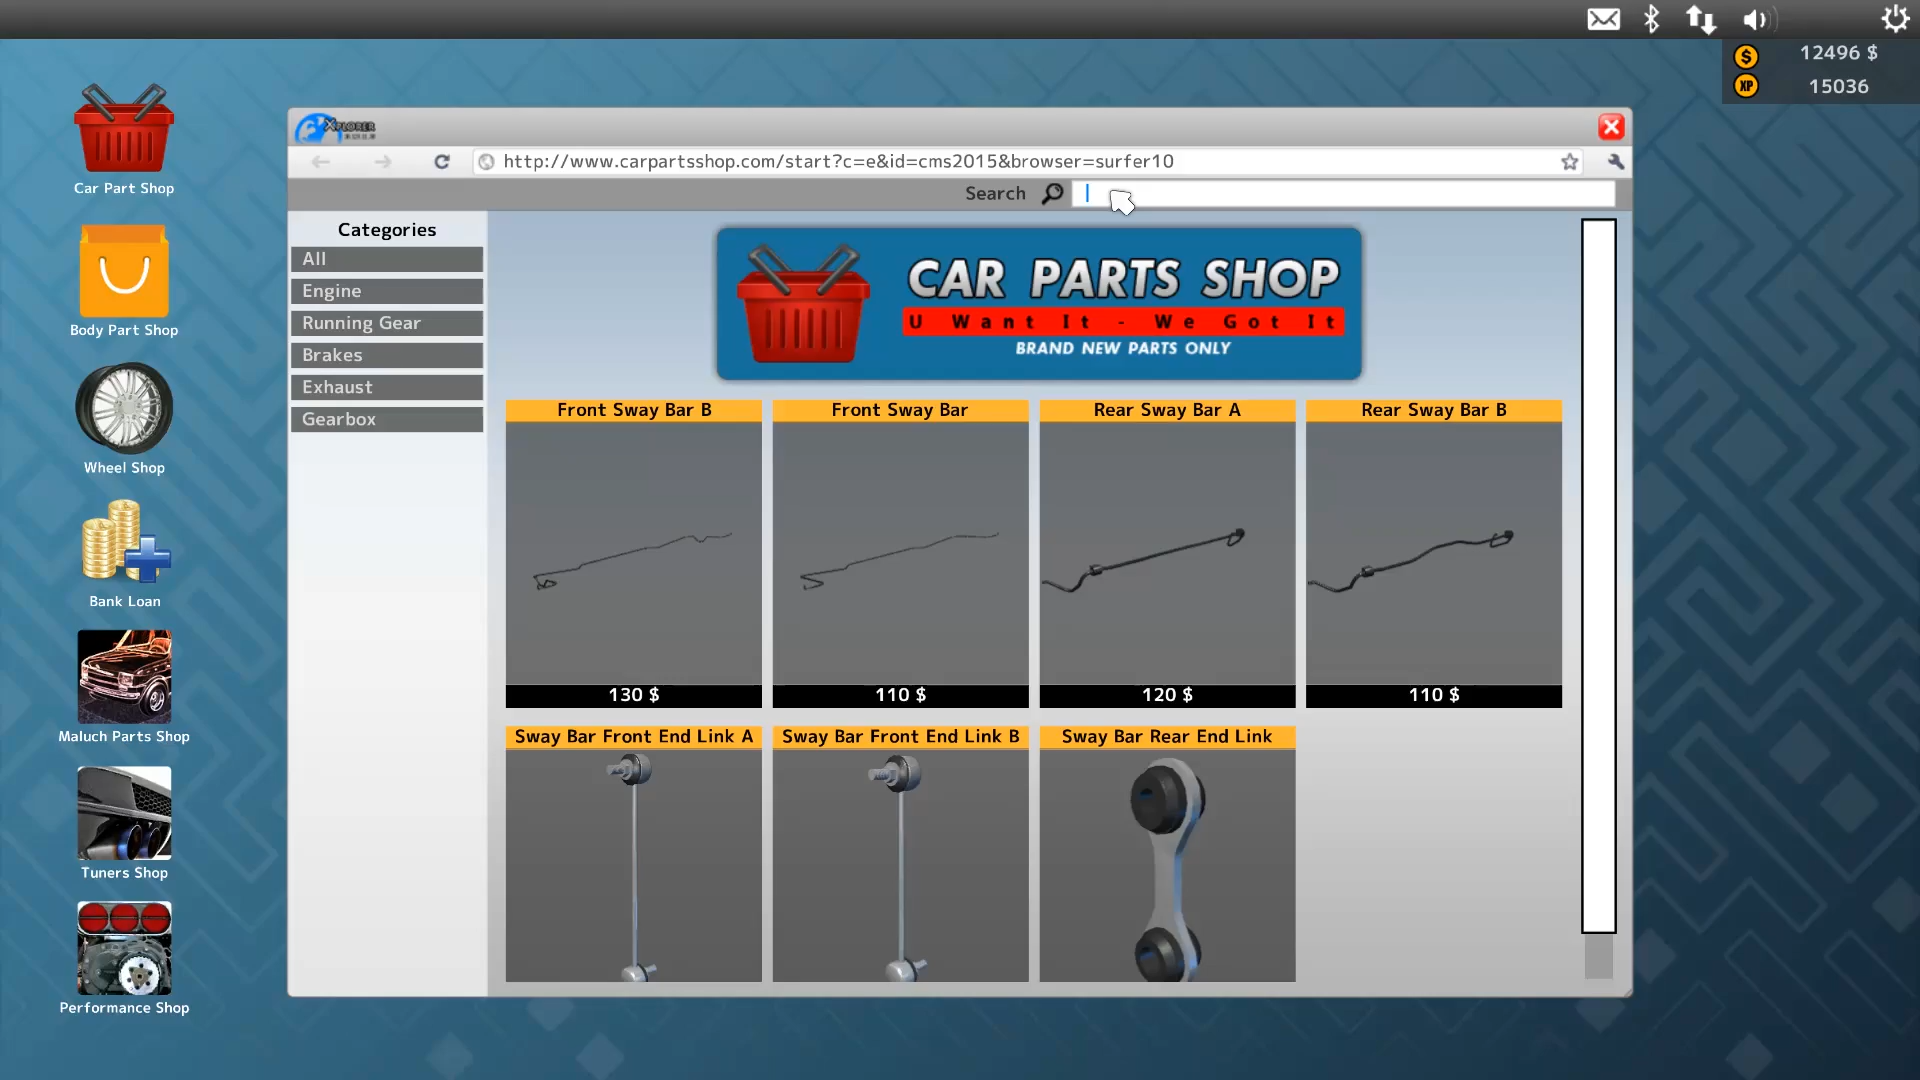 12496 $
XP
15036
Car Part Shop
Body Part Shop
Wheel Shop
Bank Loan
Maluch Parts Shop
Tuners Shop
Performance Shop
XPLORER
http://www.carpartsshop.com/start?c=e&id=cms2015&browser=surfer10
Search
Categories
All
Engine
Running Gear
Brakes
Exhaust
Gearbox
CAR PARTS SHOP
U Want It - We Got It
BRAND NEW PARTS ONLY
Front Sway Bar B
Front Sway Bar
Rear Sway Bar A
Rear Sway Bar B
130 $
110 $
120 $
110 $
Sway Bar Front End Link A
Sway Bar Front End Link B
Sway Bar Rear End Link